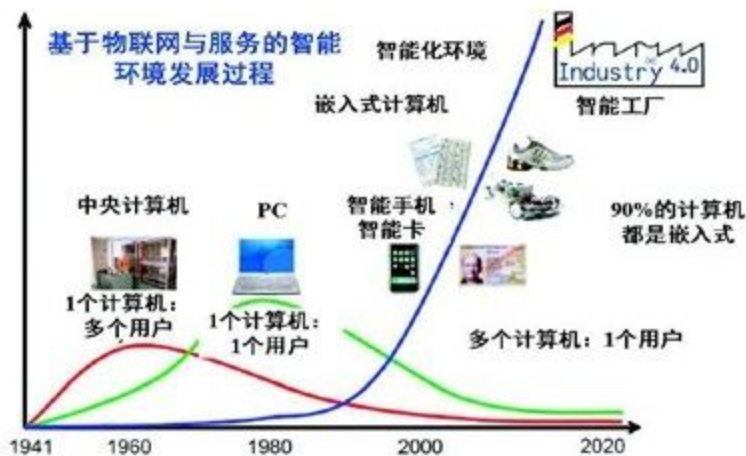 基于物联网与服务的智能
环境发展过程
智能化环境
Industry 4.0
智能工厂
嵌入式计算机
中央计算机
PC
智能手机
智能卡
90%的计算机
都是嵌入式
1个计算机：
多个用户
1个计算机：
1个用户
多个计算机：1个用户
1941 1960 1980 2000 2020